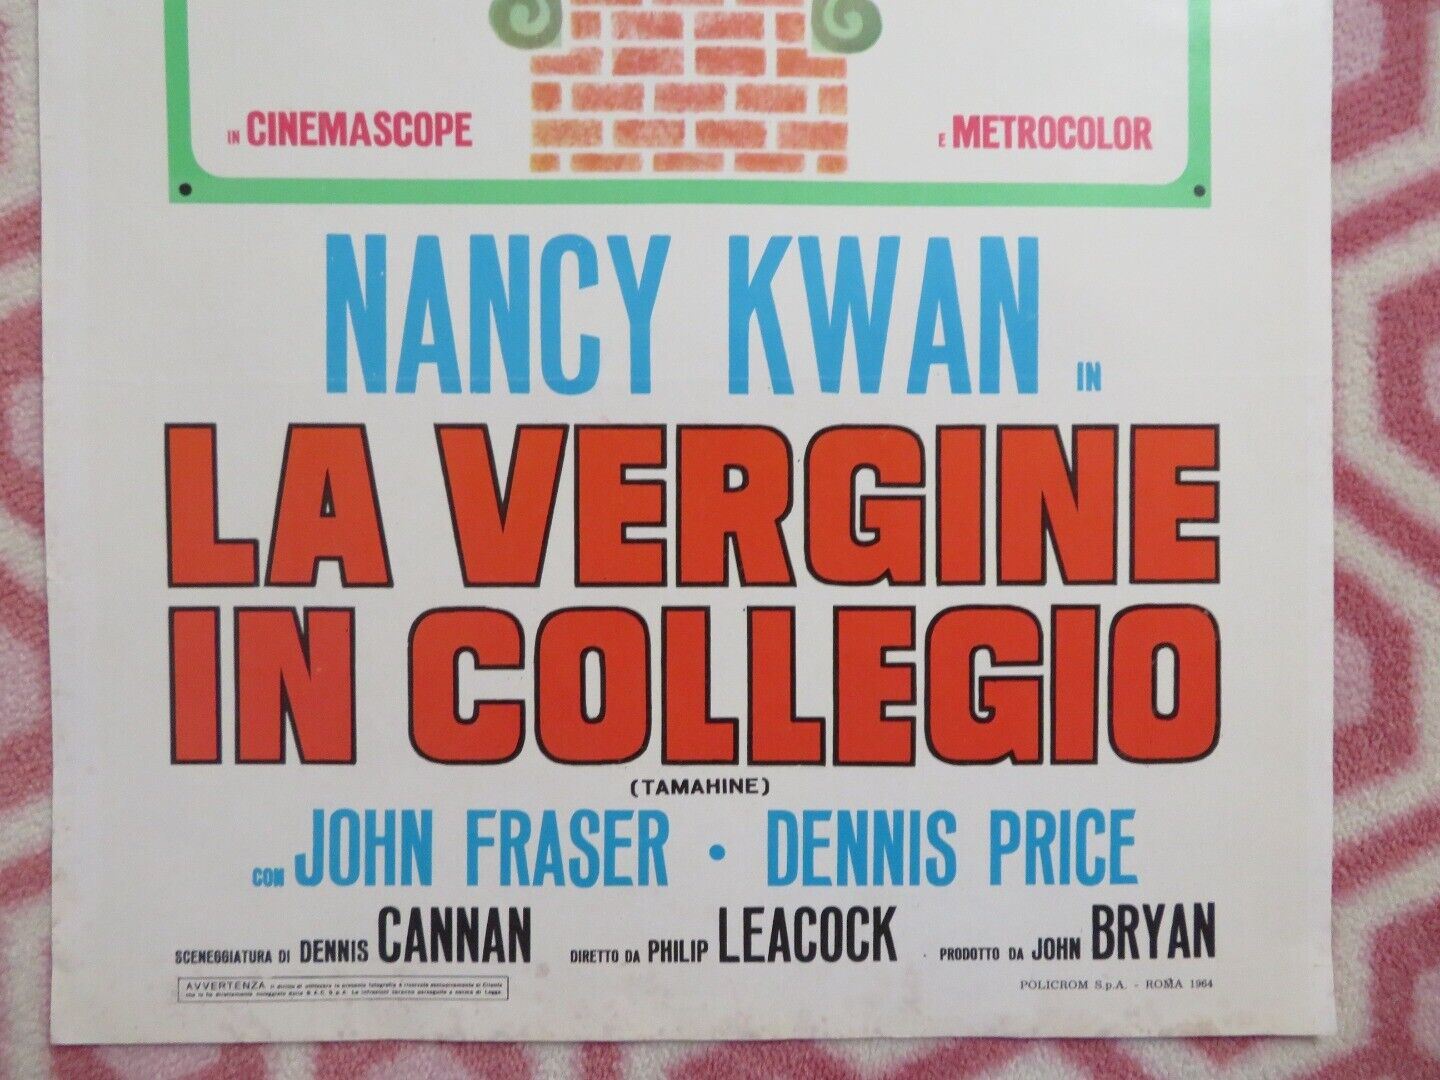 IN CINEMASCOPE
E METROCOLOR
NANCY KWAN IN
LA VERGINE
IN COLLEGIO
(TAMAHINE)
CON JOHN FRASER • DENNIS PRICE
SCENEGGIATURA DI DENNIS CANNAN DIRETTO DA PHILIP LEACOCK · PRODOTTO DA JOHN BRYAN
AVVERTENZA
POLICROM S.p.A. - ROMA 1964